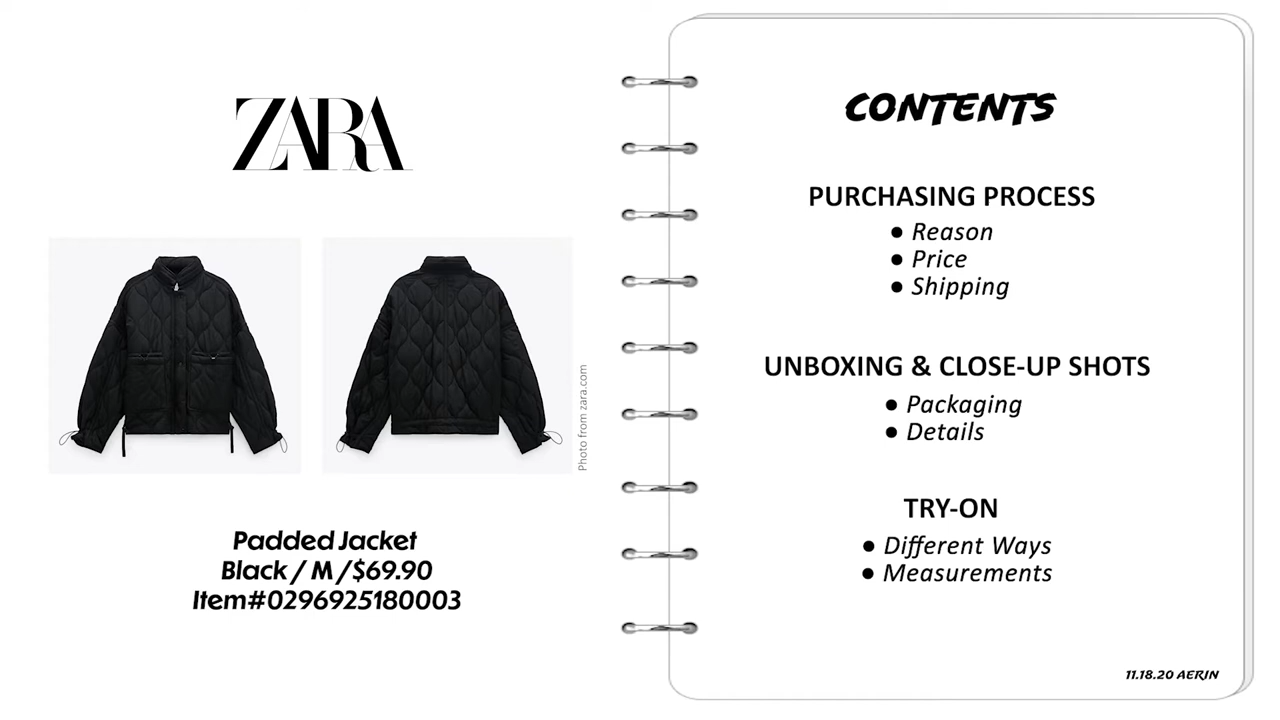 ZARA
Photo from zara.com
Padded Jacket
Black / M /$69.90
Item#0296925180003
CONTENTS
PURCHASING PROCESS
● Reason
● Price
● Shipping
UNBOXING & CLOSE-UP SHOTS
● Packaging
● Details
TRY-ON
● Different Ways
● Measurements
11.18.20 AERIN